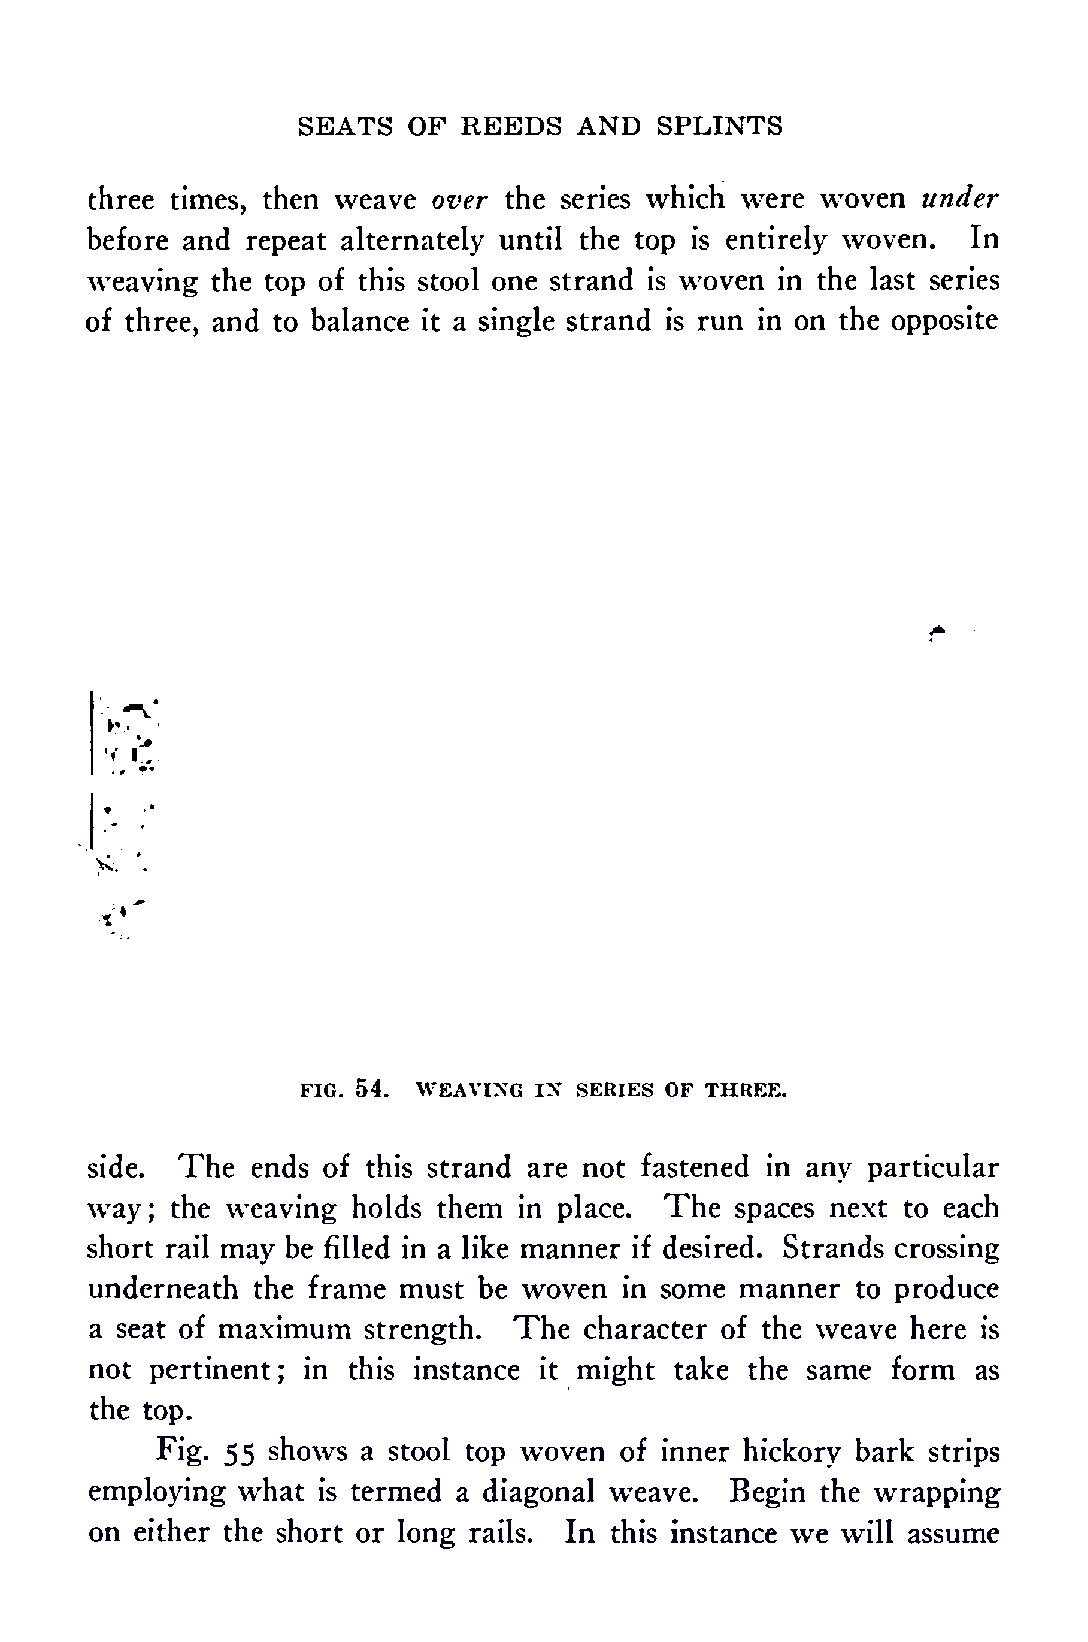 SEATS OF REEDS AND SPLINTS
three times, then weave over the series which were woven under
before and repeat alternately until the top is entirely woven. In
weaving the top of this stool one strand is woven in the last series
of three, and to balance it a single strand is run in on the opposite
FIG. 54. WEAVING IN SERIES OF THREE.
side. The ends of this strand are not fastened in any particular
way; the weaving holds them in place. The spaces next to each
short rail may be filled in a like manner if desired. Strands crossing
underneath the frame must be woven in some manner to produce
a seat of maximum strength. The character of the weave here is
not pertinent; in this instance it might take the same form as
the top.
Fig. 55 shows a stool top woven of inner hickory bark strips
employing what is termed a diagonal weave. Begin the wrapping
on either the short or long rails. In this instance we will assume